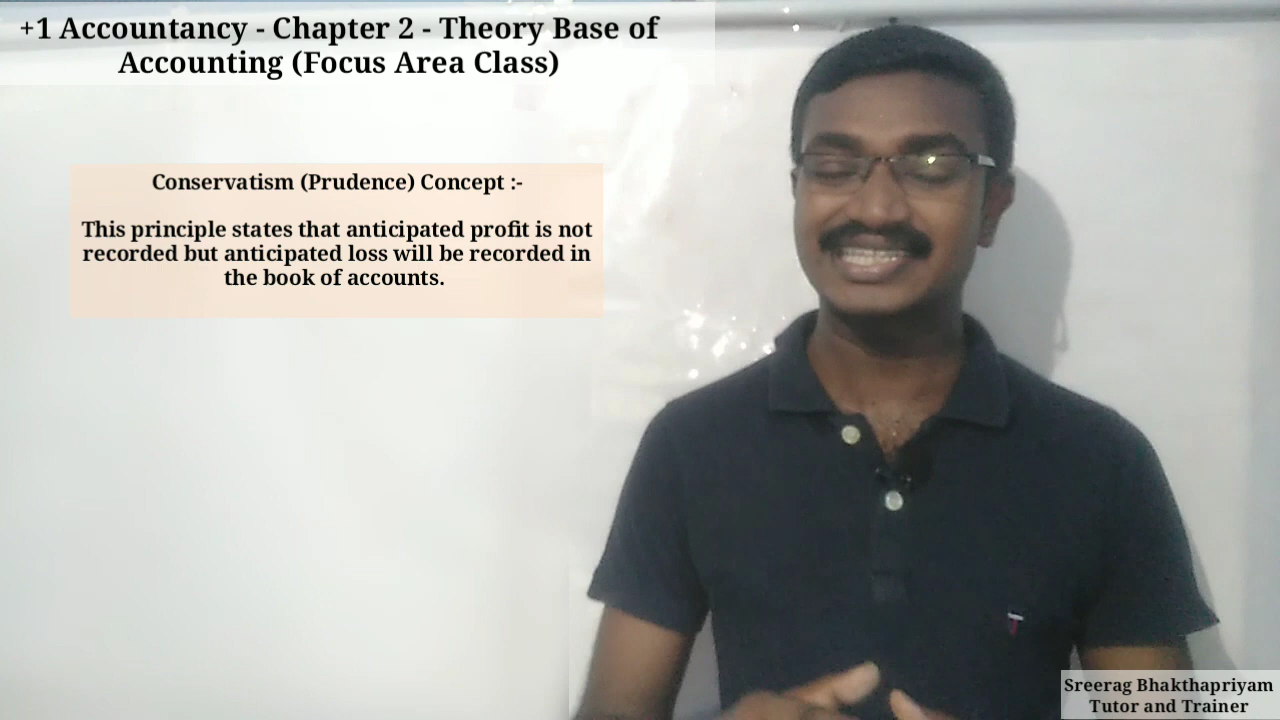 +1 Accountancy - Chapter 2 - Theory Base of
Accounting (Focus Area Class)
Conservatism (Prudence) Concept :-
This principle states that anticipated profit is not
recorded but anticipated loss will be recorded in
the book of accounts.
Sreerag Bhakthapriyam
Tutor and Trainer